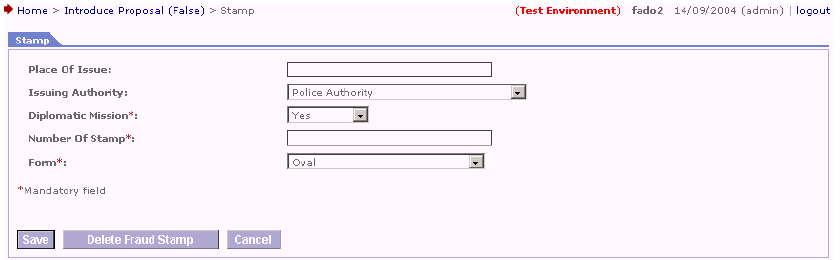 Home > Introduce Proposal (False) > Stamp (Test Environment) fado2 14/09/2004 (admin) | logout
Stamp
Place Of Issue:
Issuing Authority: Police Authority
Diplomatic Mission*: Yes
Number Of Stamp*:
Form*: Oval
*Mandatory field
Save Delete Fraud Stamp Cancel